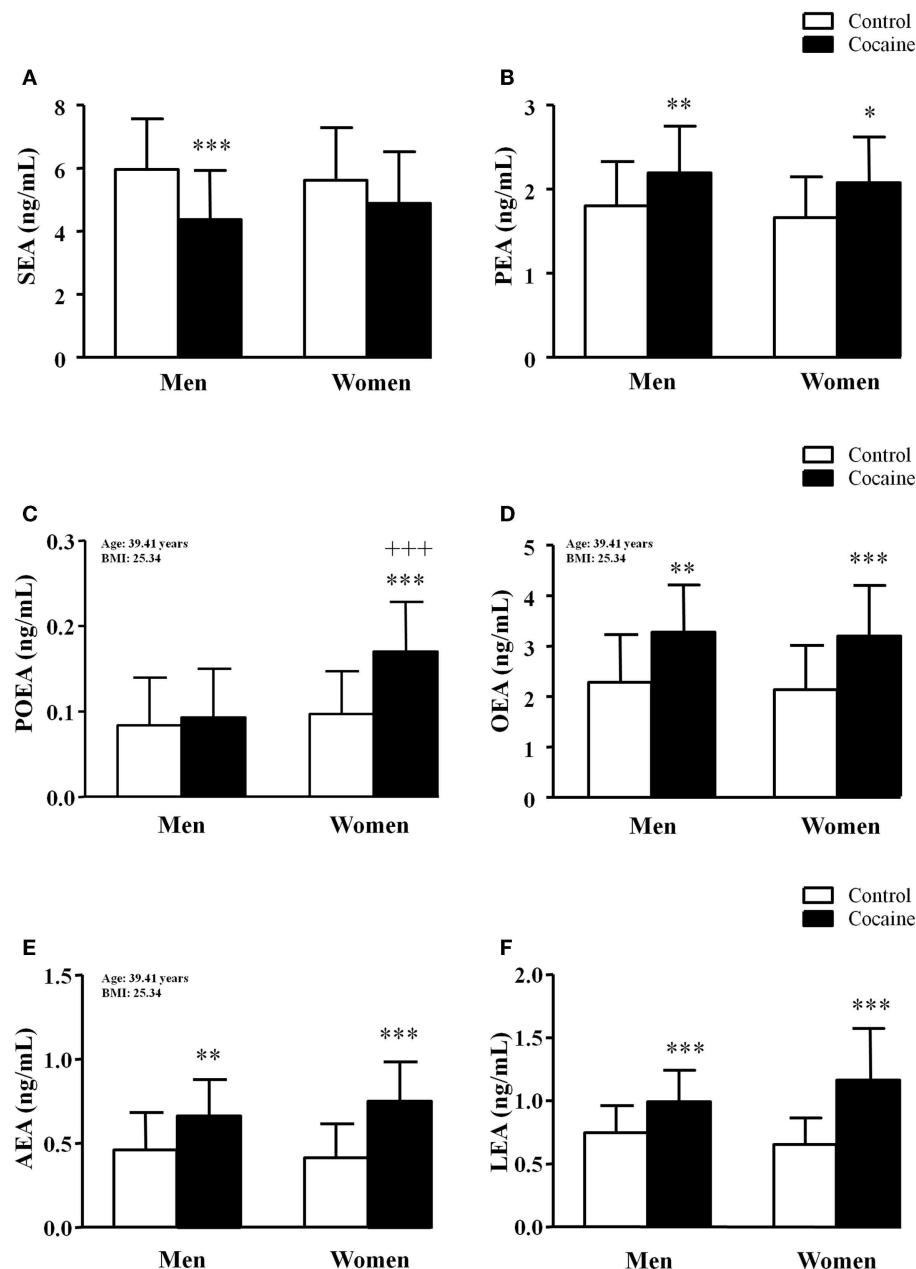 Control
Cocaine
A
SEA (ng/mL)
8
6
4
2
0
***
Men
Women
B
PEA (ng/mL)
3
2
1
0
**
*
Men
Women
Control
Cocaine
C
Age: 39.41 years
BMI: 25.34
POEA (ng/mL)
0.3
0.2
0.1
0.0
+++
***
Men
Women
D
Age: 39.41 years
BMI: 25.34
OEA (ng/mL)
5
4
3
2
1
0
**
***
Men
Women
Control
Cocaine
E
Age: 39.41 years
BMI: 25.34
AEA (ng/mL)
1.5
1.0
0.5
0.0
**
***
Men
Women
F
LEA (ng/mL)
2.0
1.5
1.0
0.5
0.0
***
***
Men
Women